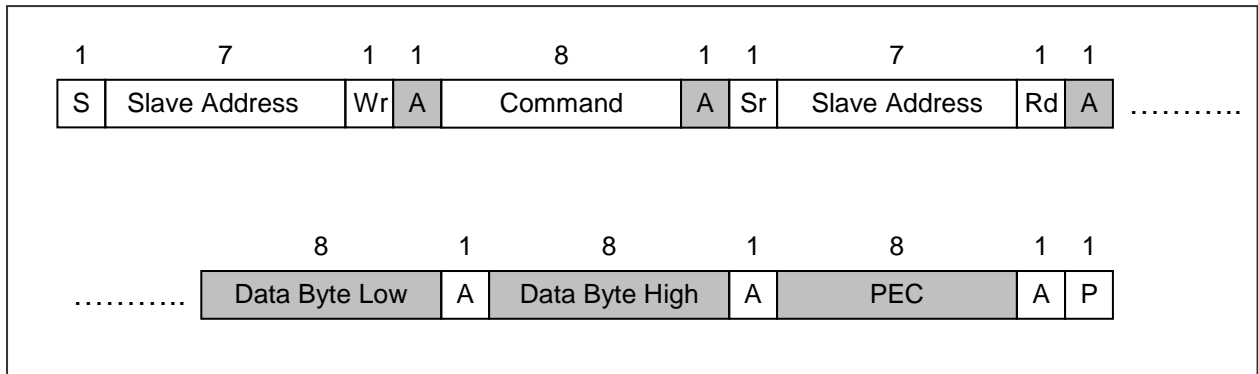 1 7 1 1 8 1 1 7 1 1
S Slave Address Wr A Command A Sr Slave Address Rd A ...........
8 1 8 1 8 1 1
........... Data Byte Low A Data Byte High A PEC A P